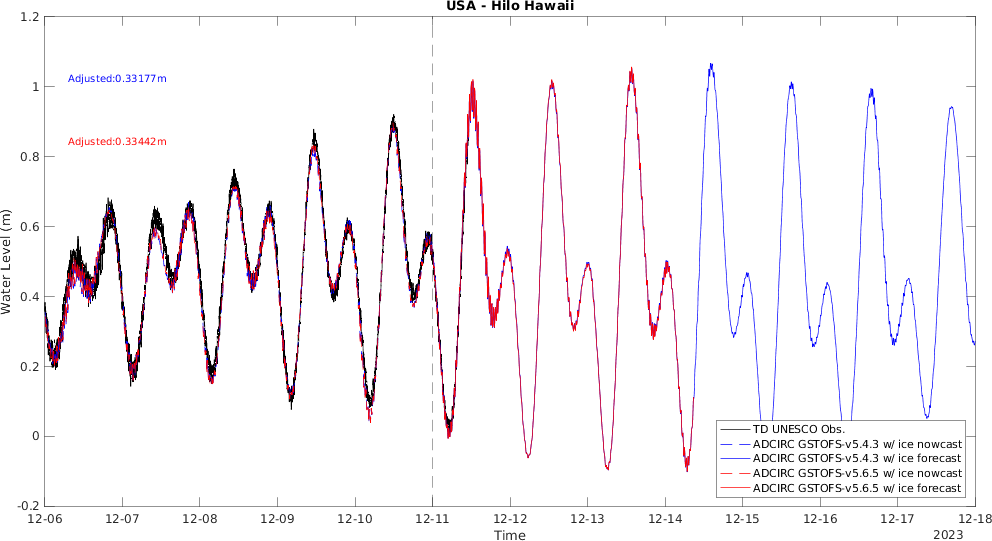 USA - Hilo Hawaii
1.2
1
0.8
0.6
0.4
0.2
0
-0.2
Water Level (m)
Adjusted:0.33177m
Adjusted:0.33442m
TD UNESCO Obs.
ADCIRC GSTOFS-v5.4.3 w/ ice nowcast
ADCIRC GSTOFS-v5.4.3 w/ ice forecast
ADCIRC GSTOFS-v5.6.5 w/ ice nowcast
ADCIRC GSTOFS-v5.6.5 w/ ice forecast
12-06 12-07 12-08 12-09 12-10 12-11 12-12 12-13 12-14 12-15 12-16 12-17 12-18
Time
2023